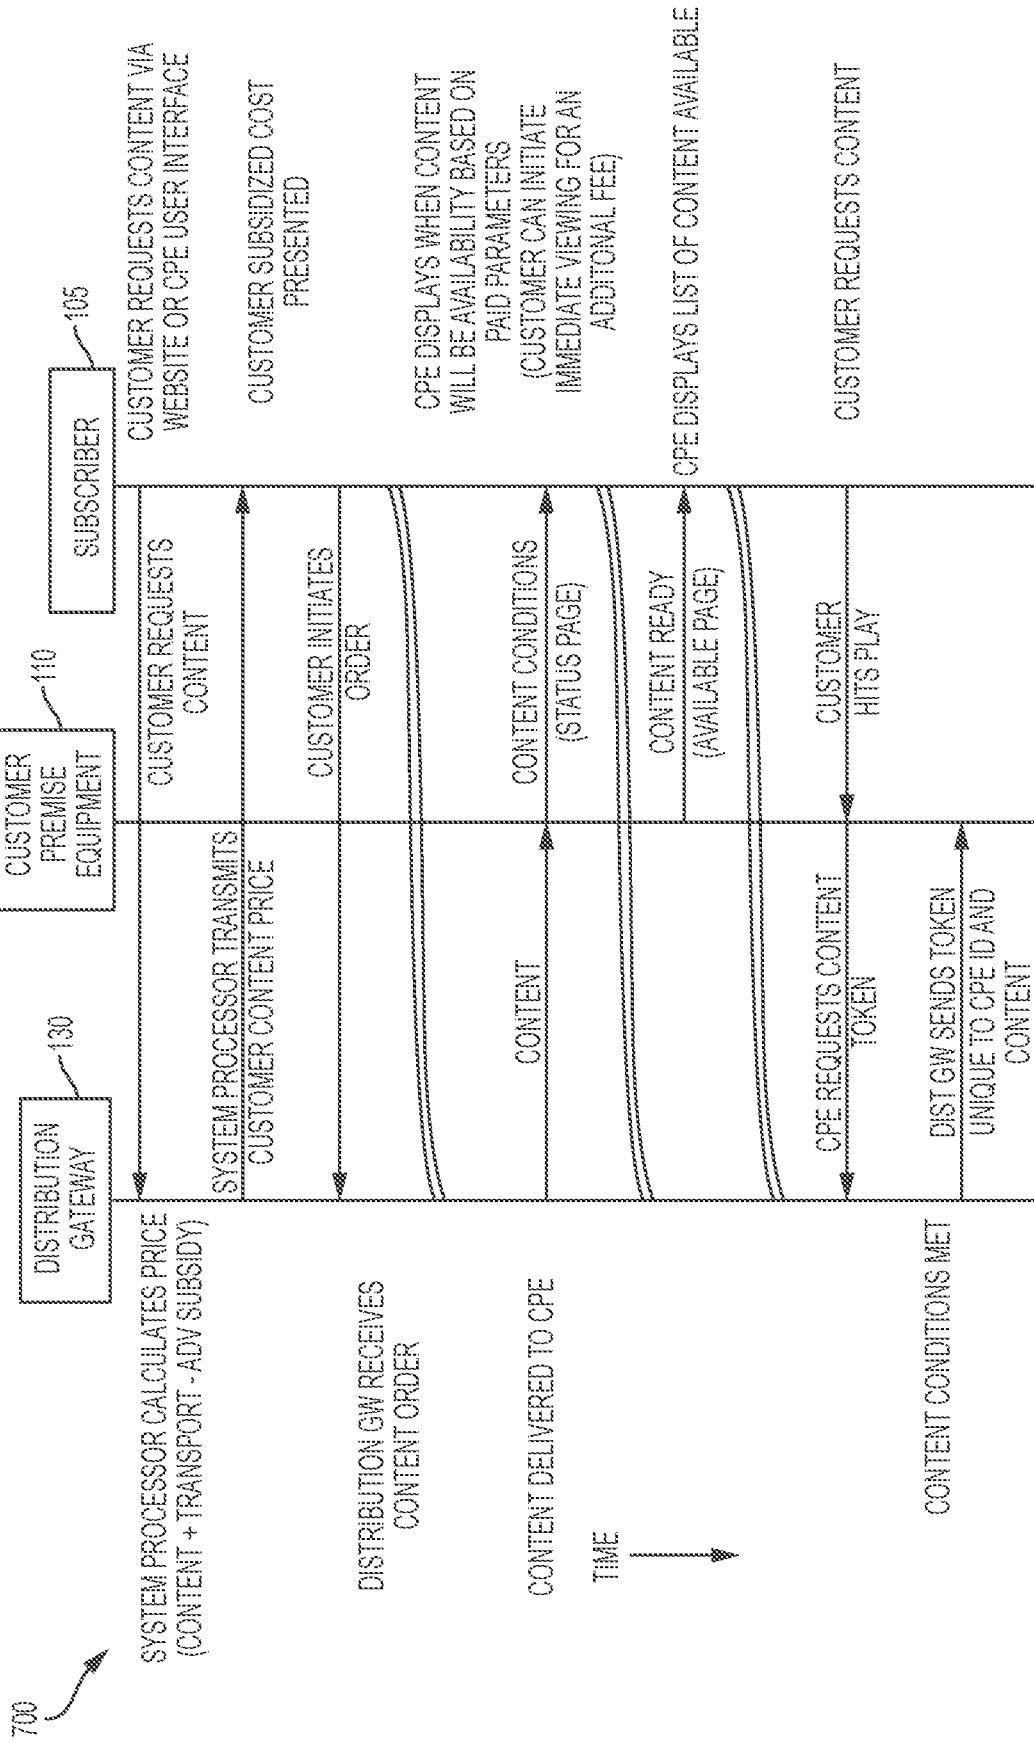 700
DISTRIBUTION
GATEWAY
130
CUSTOMER
PREMISE
EQUIPMENT
110
SUBSCRIBER
105
SYSTEM PROCESSOR CALCULATES PRICE
(CONTENT + TRANSPORT - ADV SUBSIDY)
CUSTOMER REQUESTS
CONTENT
CUSTOMER REQUESTS CONTENT VIA
WEBSITE OR CPE USER INTERFACE
SYSTEM PROCESSOR TRANSMITS
CUSTOMER CONTENT PRICE
CUSTOMER SUBSIDIZED COST
PRESENTED
DISTRIBUTION GW RECEIVES
CONTENT ORDER
CUSTOMER INITIATES
ORDER
CONTENT DELIVERED TO CPE
CONTENT
CONTENT CONDITIONS
(STATUS PAGE)
CPE DISPLAYS WHEN CONTENT
WILL BE AVAILABILITY BASED ON
PAID PARAMETERS
(CUSTOMER CAN INITIATE
IMMEDIATE VIEWING FOR AN
ADDITONAL FEE)
TIME
CONTENT READY
(AVAILABLE PAGE)
CPE DISPLAYS LIST OF CONTENT AVAILABLE
CPE REQUESTS CONTENT
TOKEN
CUSTOMER
HITS PLAY
CUSTOMER REQUESTS CONTENT
CONTENT CONDITIONS MET
DIST GW SENDS TOKEN
UNIQUE TO CPE ID AND
CONTENT